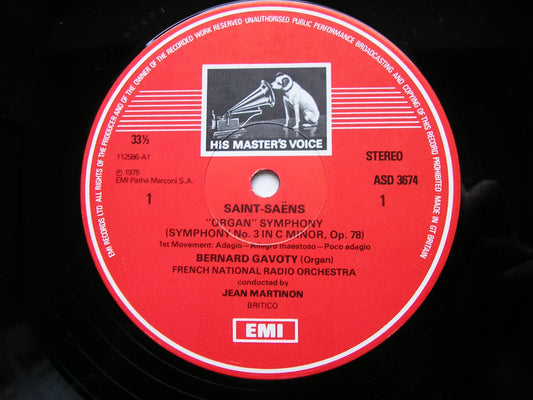 EMI RECORDS LTD ALL RIGHTS OF THE PRODUCER AND OF THE OWNER OF THE RECORDED WORK RESERVED UNAUTHORISED PUBLIC PERFORMANCE BROADCASTING AND COPYING OF THIS RECORD PROHIBITED MADE IN GT BRITAIN
HIS MASTER'S VOICE
33⅓
112586-A1
STEREO
℗ 1975
EMI Pathé Marconi S.A.
ASD 3674
1
1
SAINT-SAËNS
"ORGAN" SYMPHONY
(SYMPHONY No. 3 IN C MINOR, Op. 78)
1st Movement: Adagio – Allegro maestoso – Poco adagio
BERNARD GAVOTY (Organ)
FRENCH NATIONAL RADIO ORCHESTRA
conducted by
JEAN MARTINON
BRITICO
EMI